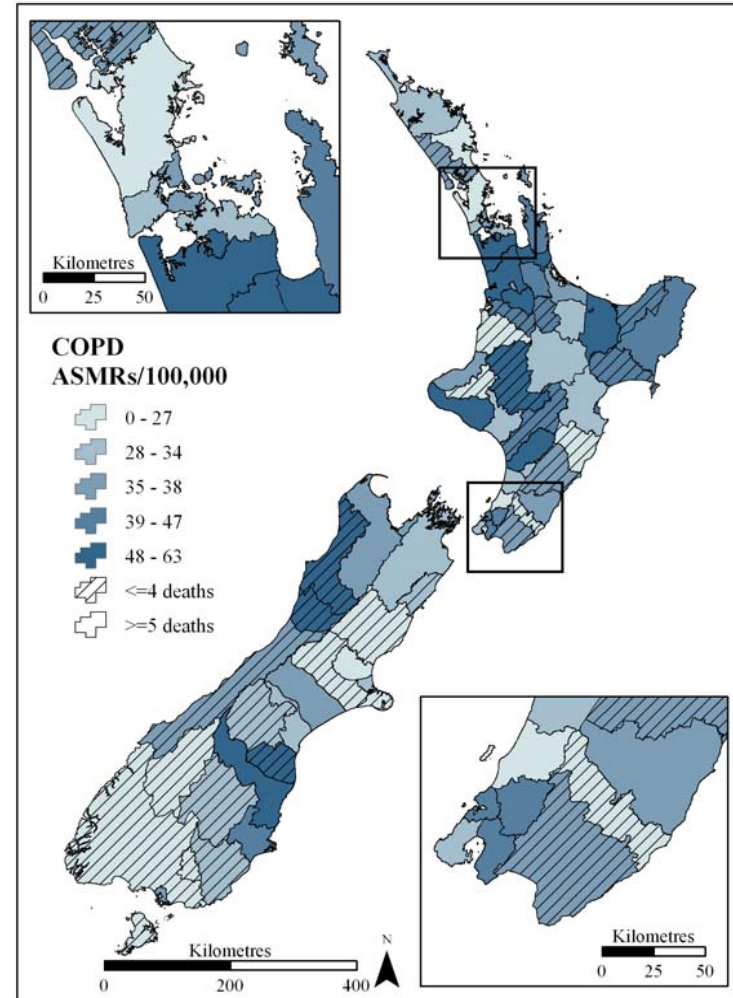 Kilometres
0 25 50
COPD
ASMRs/100,000
0 - 27
28 - 34
35 - 38
39 - 47
48 - 63
<=4 deaths
>=5 deaths
Kilometres
0 200 400
N
Kilometres
0 25 50